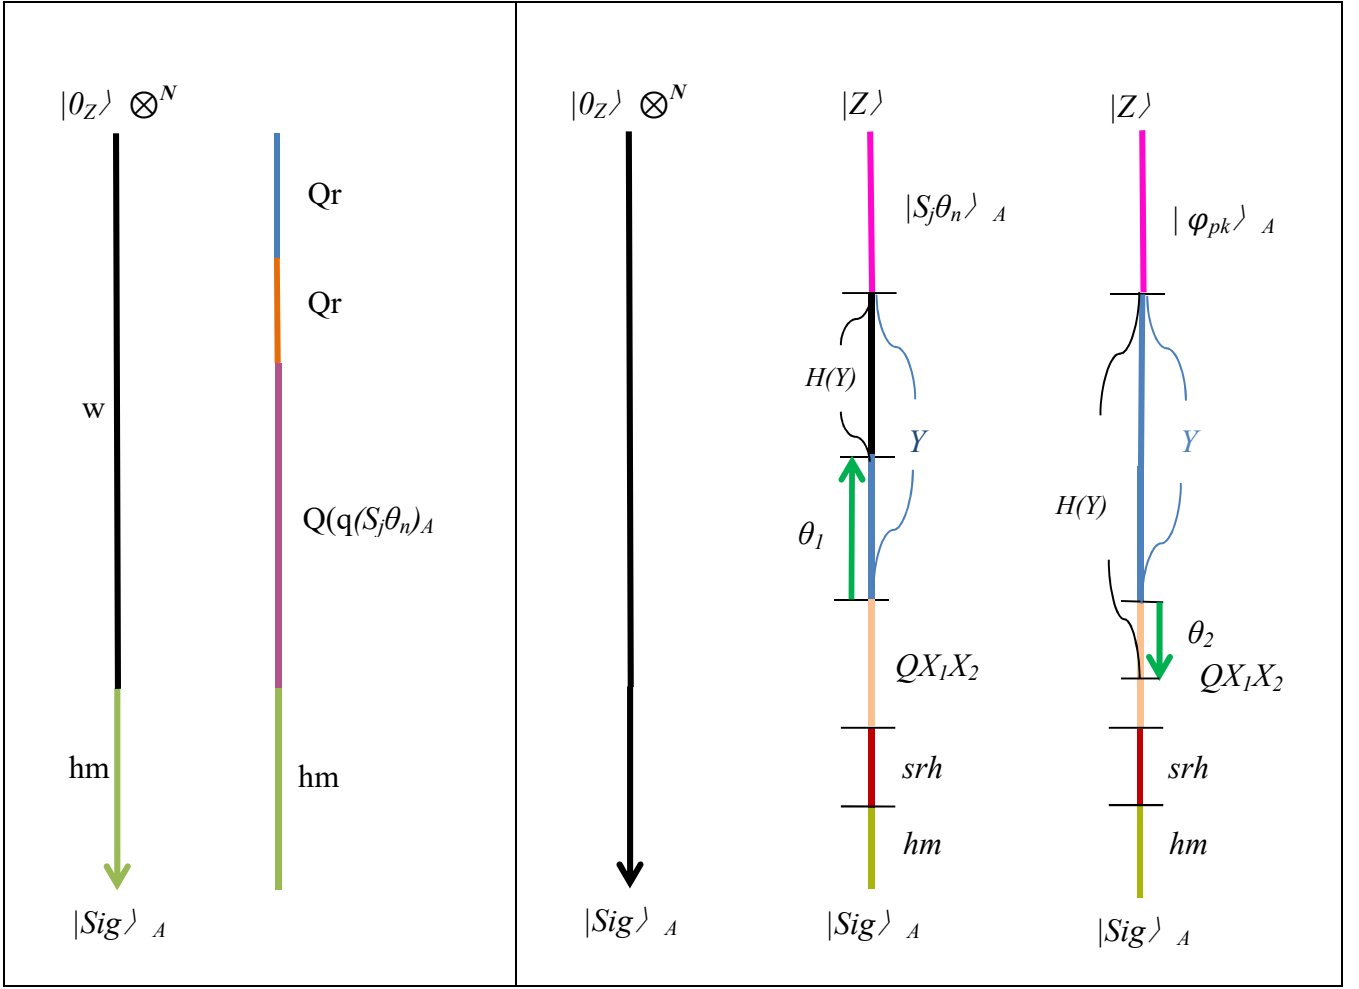 |0Z〉 ⊗N
Qr
Qr
w
Q(q(Sjθn)A
hm
hm
|Sig〉 A
|0Z〉 ⊗N
|Z〉
|Z〉
|Sjθn〉 A
| φpk〉 A
H(Y)
Y
Y
H(Y)
θ1
θ2
QX1X2
QX1X2
srh
srh
hm
hm
|Sig〉 A
|Sig〉 A
|Sig〉 A